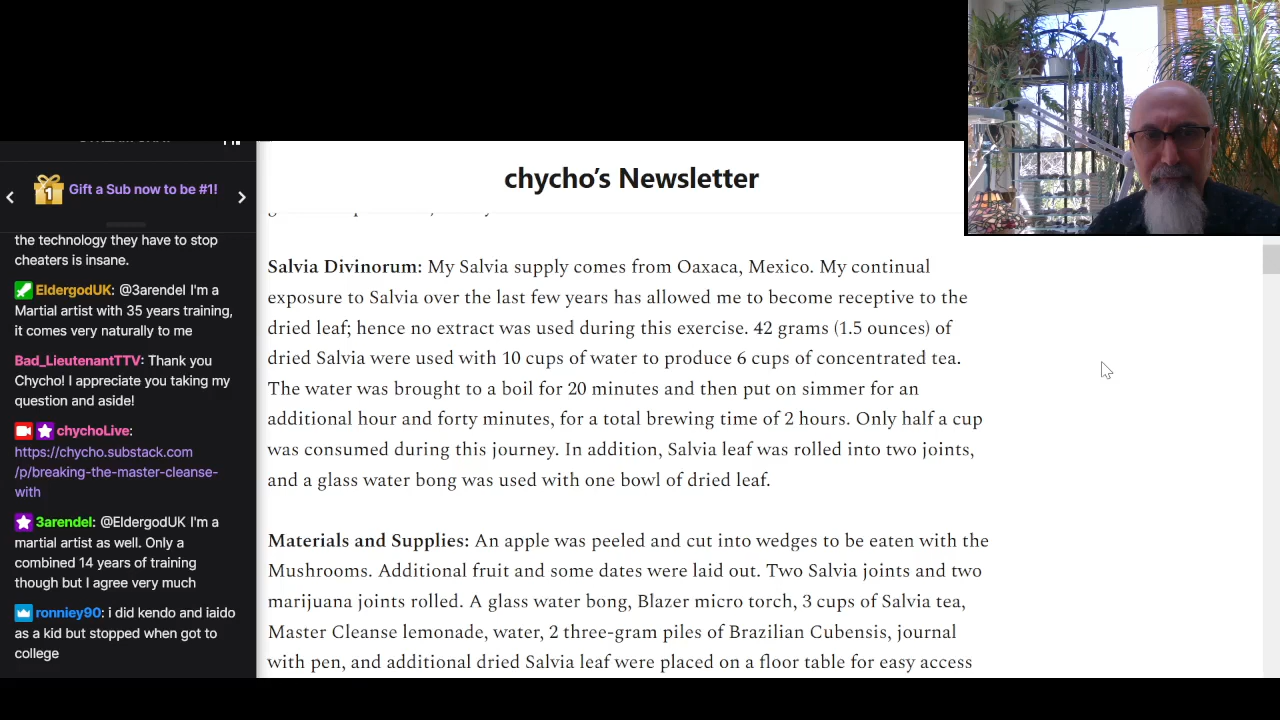 Gift a Sub now to be #1!
1
the technology they have to stop
cheaters is insane.
EldergodUK: @3arendel I'm a
Martial artist with 35 years training,
it comes very naturally to me
Bad_LieutenantTTV: Thank you
Chycho! I appreciate you taking my
question and aside!
chychoLive:
https://chycho.substack.com
/p/breaking-the-master-cleanse-
with
3arendel: @EldergodUK I'm a
martial artist as well. Only a
combined 14 years of training
though but I agree very much
ronniey90: i did kendo and iaido
as a kid but stopped when got to
college
chycho's Newsletter
Salvia Divinorum: My Salvia supply comes from Oaxaca, Mexico. My continual
exposure to Salvia over the last few years has allowed me to become receptive to the
dried leaf; hence no extract was used during this exercise. 42 grams (1.5 ounces) of
dried Salvia were used with 10 cups of water to produce 6 cups of concentrated tea.
The water was brought to a boil for 20 minutes and then put on simmer for an
additional hour and forty minutes, for a total brewing time of 2 hours. Only half a cup
was consumed during this journey. In addition, Salvia leaf was rolled into two joints,
and a glass water bong was used with one bowl of dried leaf.
Materials and Supplies: An apple was peeled and cut into wedges to be eaten with the
Mushrooms. Additional fruit and some dates were laid out. Two Salvia joints and two
marijuana joints rolled. A glass water bong, Blazer micro torch, 3 cups of Salvia tea,
Master Cleanse lemonade, water, 2 three-gram piles of Brazilian Cubensis, journal
with pen, and additional dried Salvia leaf were placed on a floor table for easy access